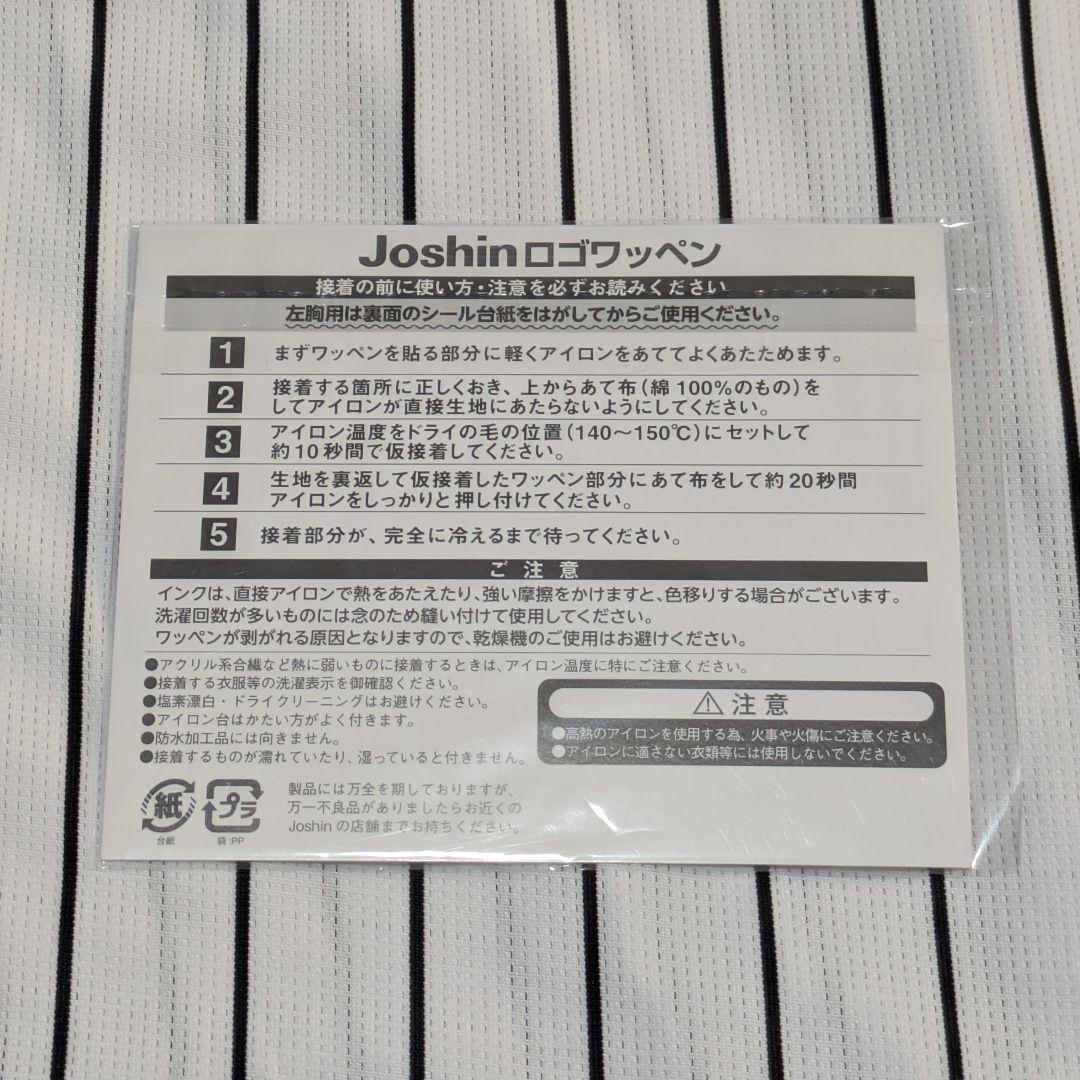 Joshinロゴワッペン
接着の前に使い方・注意を必ずお読みください
左胸用は裏面のシール台紙をはがしてからご使用ください。
1 まずワッペンを貼る部分に軽くアイロンをあててよくあたためます。
2 接着する箇所に正しくおき、上からあて布(綿100%のもの)を
してアイロンが直接生地にあたらないようにしてください。
3 アイロン温度をドライの毛の位置(140〜150℃)にセットして
約10秒間で仮接着してください。
4 生地を裏返して仮接着したワッペン部分にあて布をして約20秒間
アイロンをしっかりと押し付けてください。
5 接着部分が、完全に冷えるまで待ってください。
ご注意
インクは、直接アイロンで熱をあたえたり、強い摩擦をかけますと、色移りする場合がございます。
洗濯回数が多いものには念のため縫い付けて使用してください。
ワッペンが剥がれる原因となりますので、乾燥機のご使用はお避けください。
●アクリル系合繊など熱に弱いものに接着するときは、アイロン温度に特にご注意ください。
●接着する衣服等の洗濯表示を御確認ください。
●塩素漂白・ドライクリーニングはお避けください。
●アイロン台はかたい方がよく付きます。
●防水加工品には向きません。
●接着するものが濡れていたり、湿っていると付きません。
⚠注意
●高熱のアイロンを使用する為、火事や火傷にご注意ください。
●アイロンに適さない衣類等には使用しないでください。
紙
台紙
プラ
袋:PP
製品には万全を期しておりますが、
万一不良品がありましたらお近くの
Joshinの店舗までお持ちください。